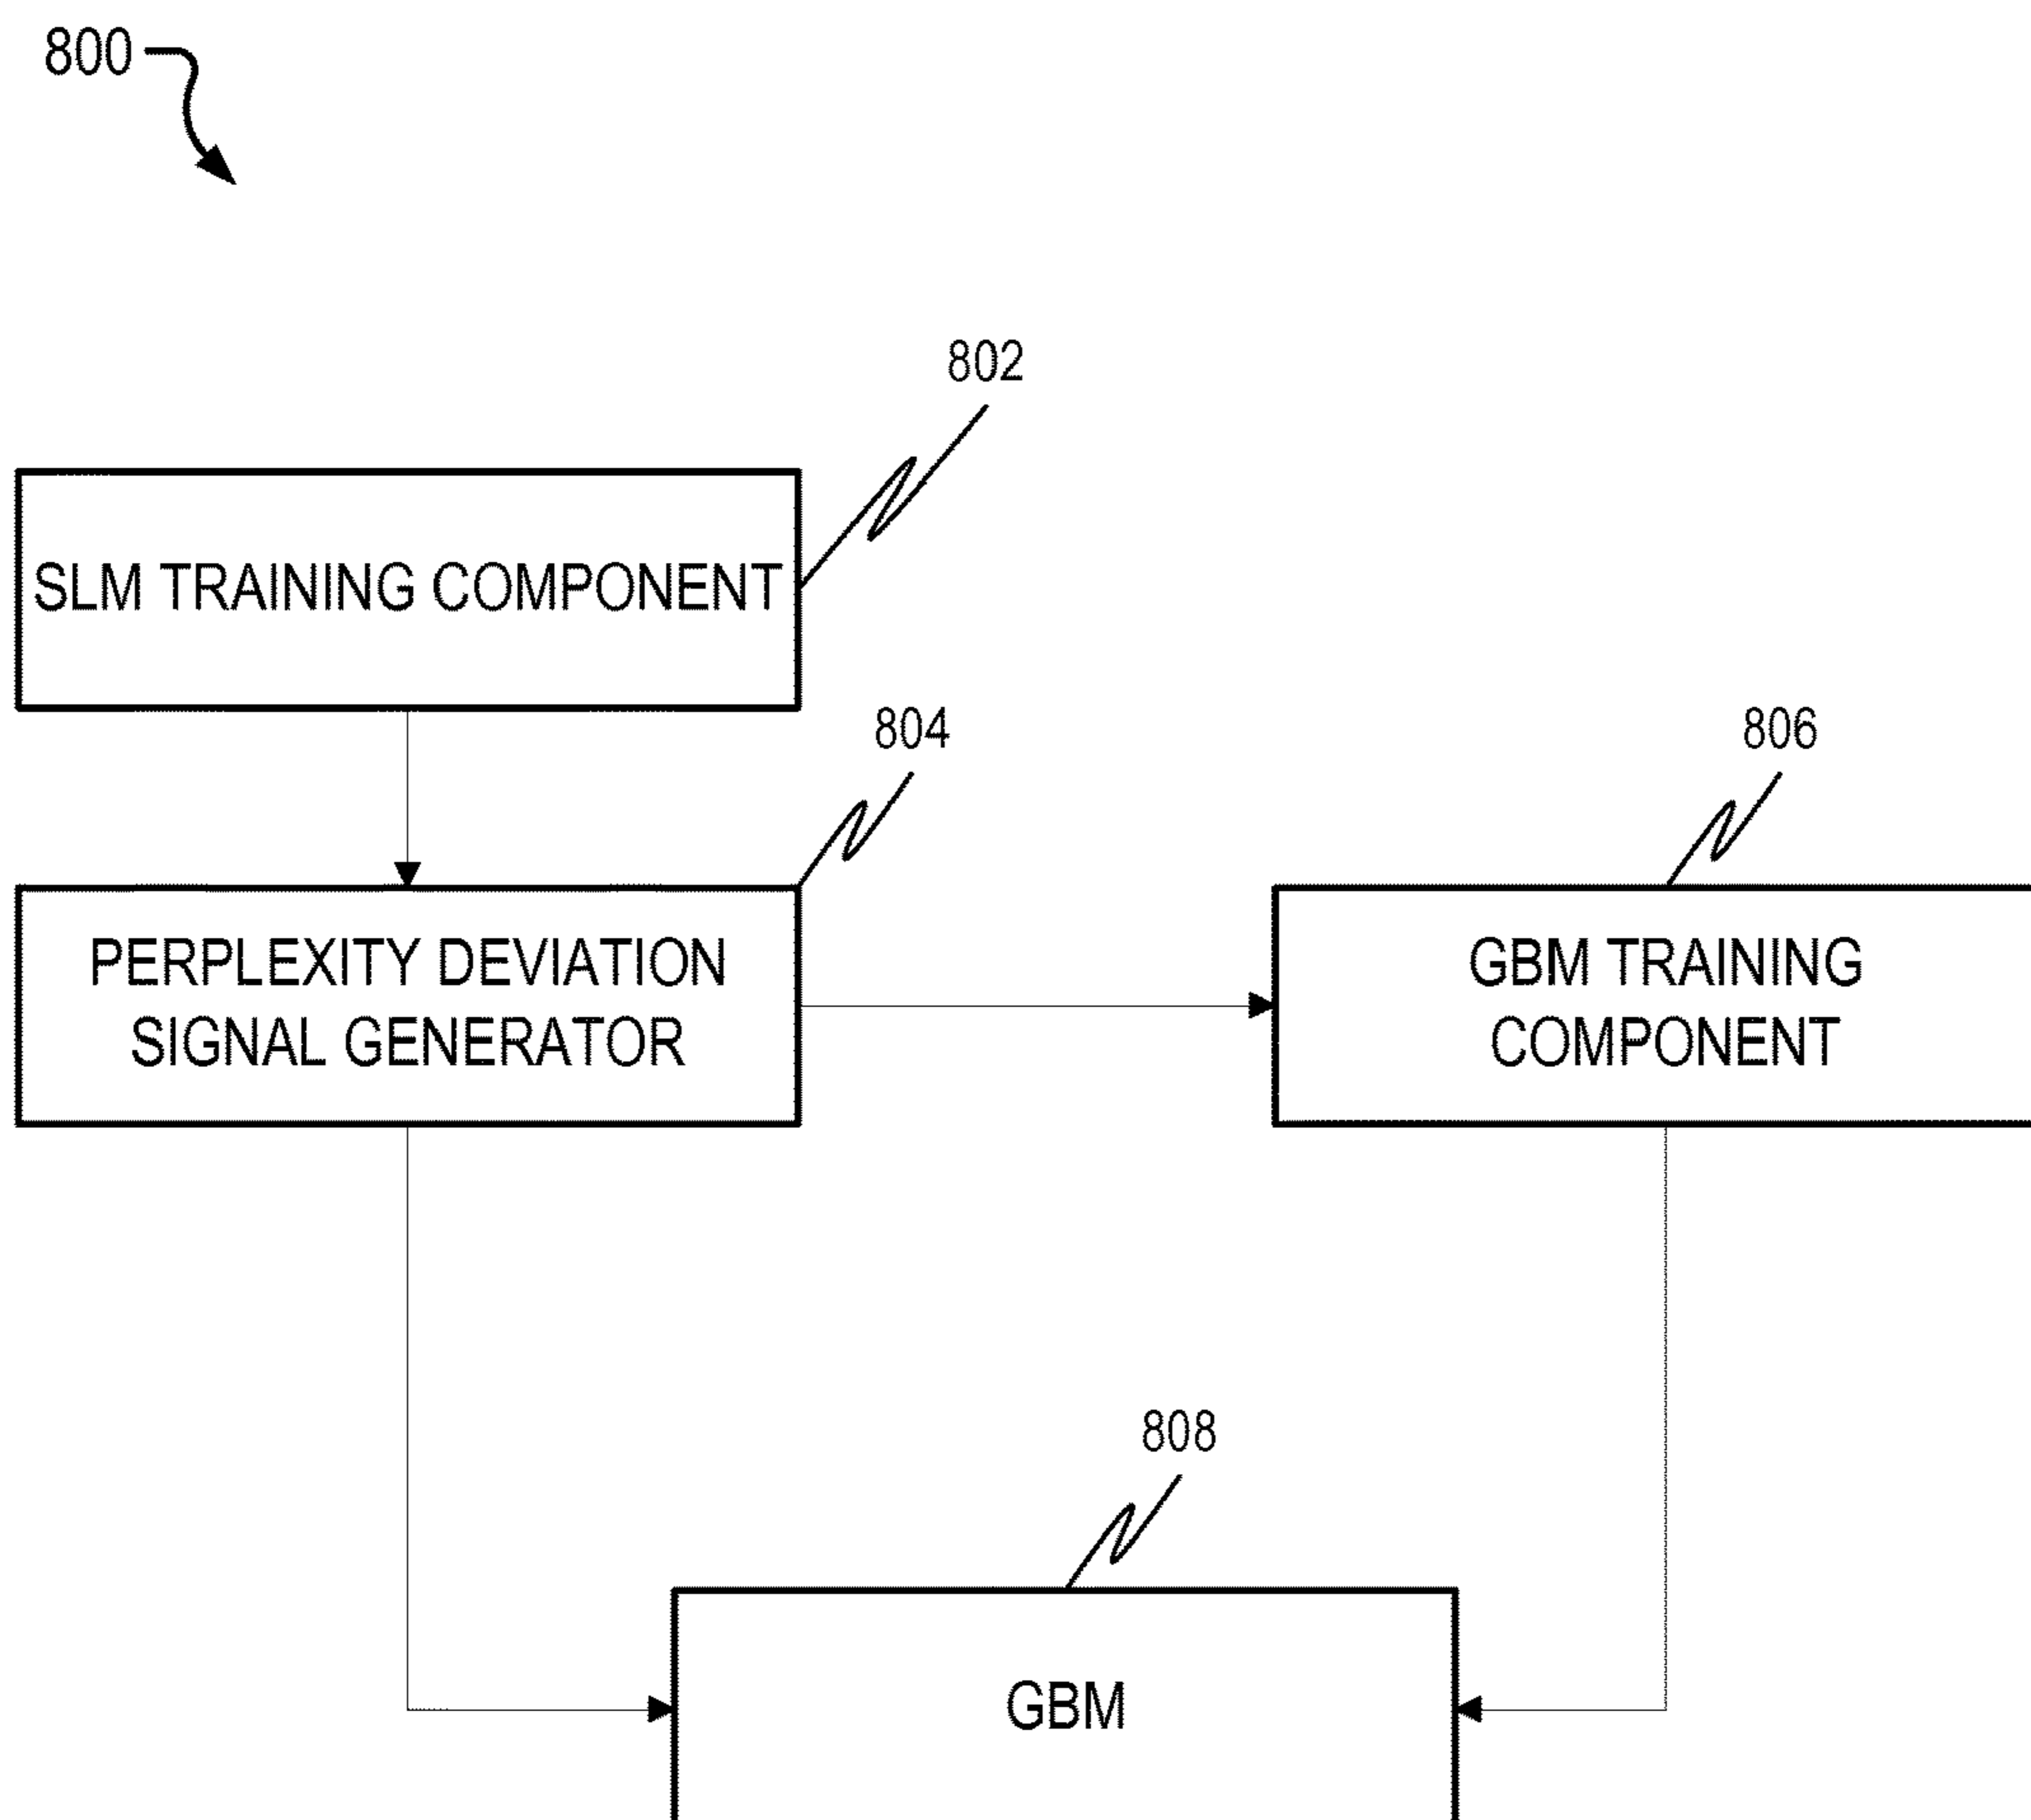 800
802
SLM TRAINING COMPONENT
804
806
PERPLEXITY DEVIATION
SIGNAL GENERATOR
GBM TRAINING
COMPONENT
808
GBM